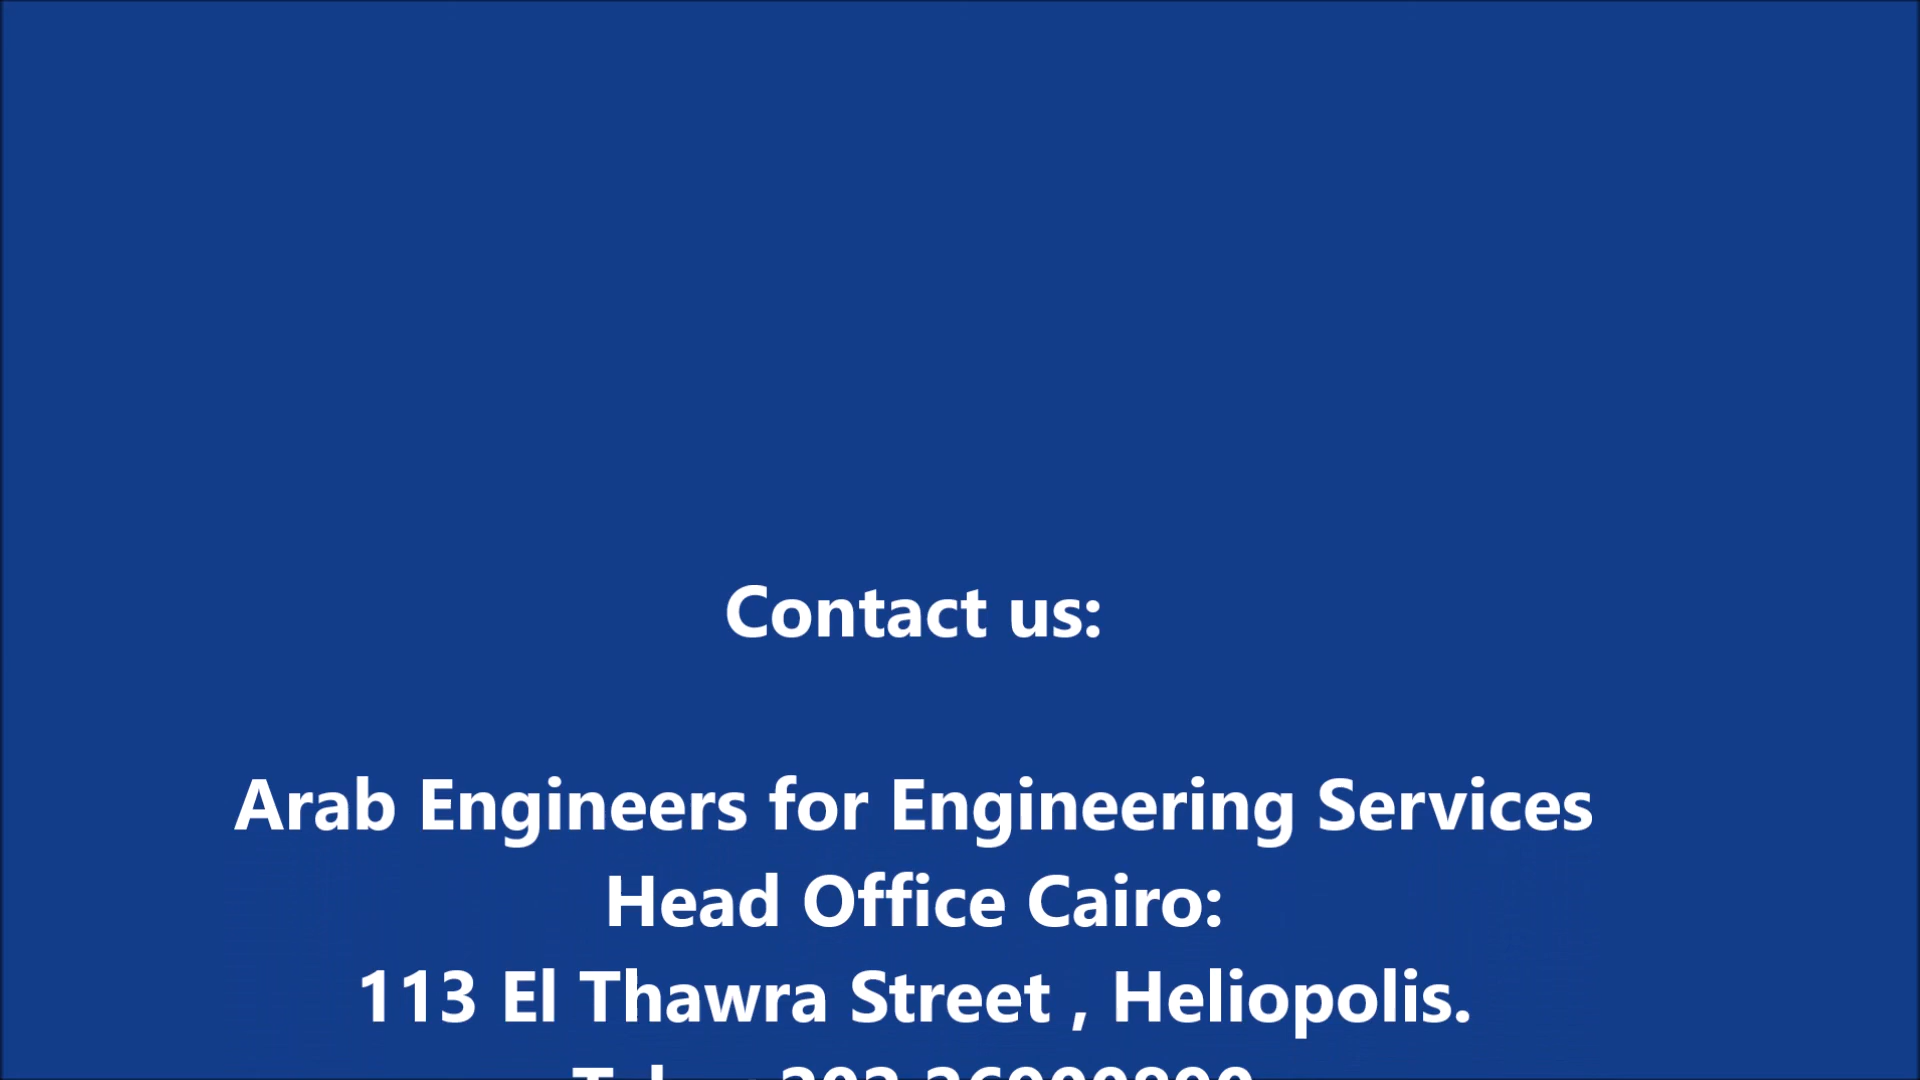 Contact us:
Arab Engineers for Engineering Services
Head Office Cairo:
113 El Thawra Street , Heliopolis.